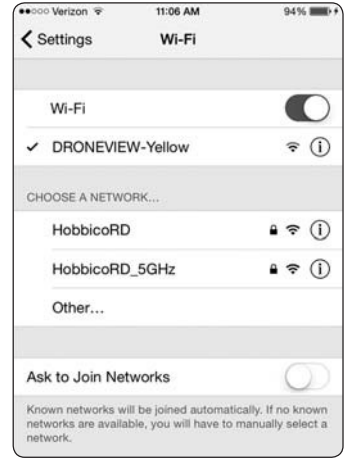 Verizon 11:06 AM 94%
Settings Wi-Fi
Wi-Fi
DRONEVIEW-Yellow
CHOOSE A NETWORK...
HobbicoRD
HobbicoRD_5GHz
Other...
Ask to Join Networks
Known networks will be joined automatically. If no known
networks are available, you will have to manually select a
network.